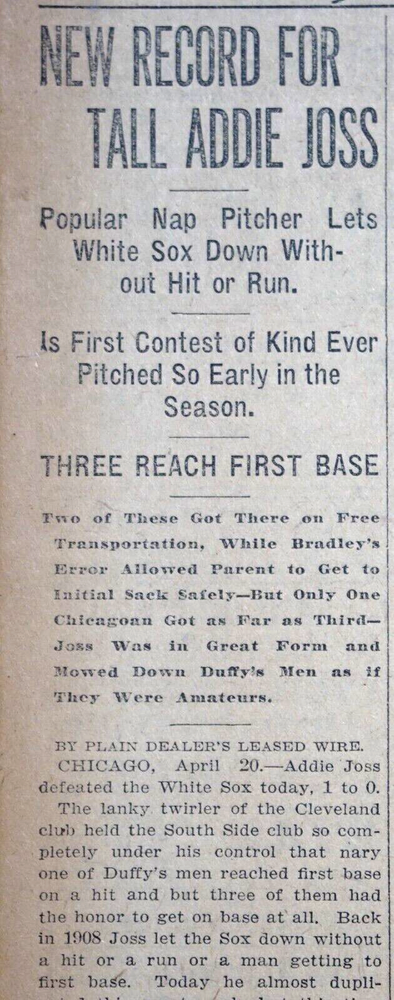 NEW RECORD FOR
TALL ADDIE JOSS
Popular Nap Pitcher Lets
White Sox Down With-
out Hit or Run.
Is First Contest of Kind Ever
Pitched So Early in the
Season.
THREE REACH FIRST BASE
Two of These Got There on Free
Transportation, While Bradley's
Error Allowed Parent to Get to
Initial Sack Safely—But Only One
Chicagoan Got as Far as Third—
Joss Was in Great Form and
Mowed Down Duffy's Men as if
They Were Amateurs.
BY PLAIN DEALER'S LEASED WIRE.
CHICAGO, April 20.—Addie Joss
defeated the White Sox today, 1 to 0.
The lanky twirler of the Cleveland
club held the South Side club so com-
pletely under his control that nary
one of Duffy's men reached first base
on a hit and but three of them had
the honor to get on base at all. Back
in 1908 Joss let the Sox down without
a hit or a run or a man getting to
first base. Today he almost dupli-